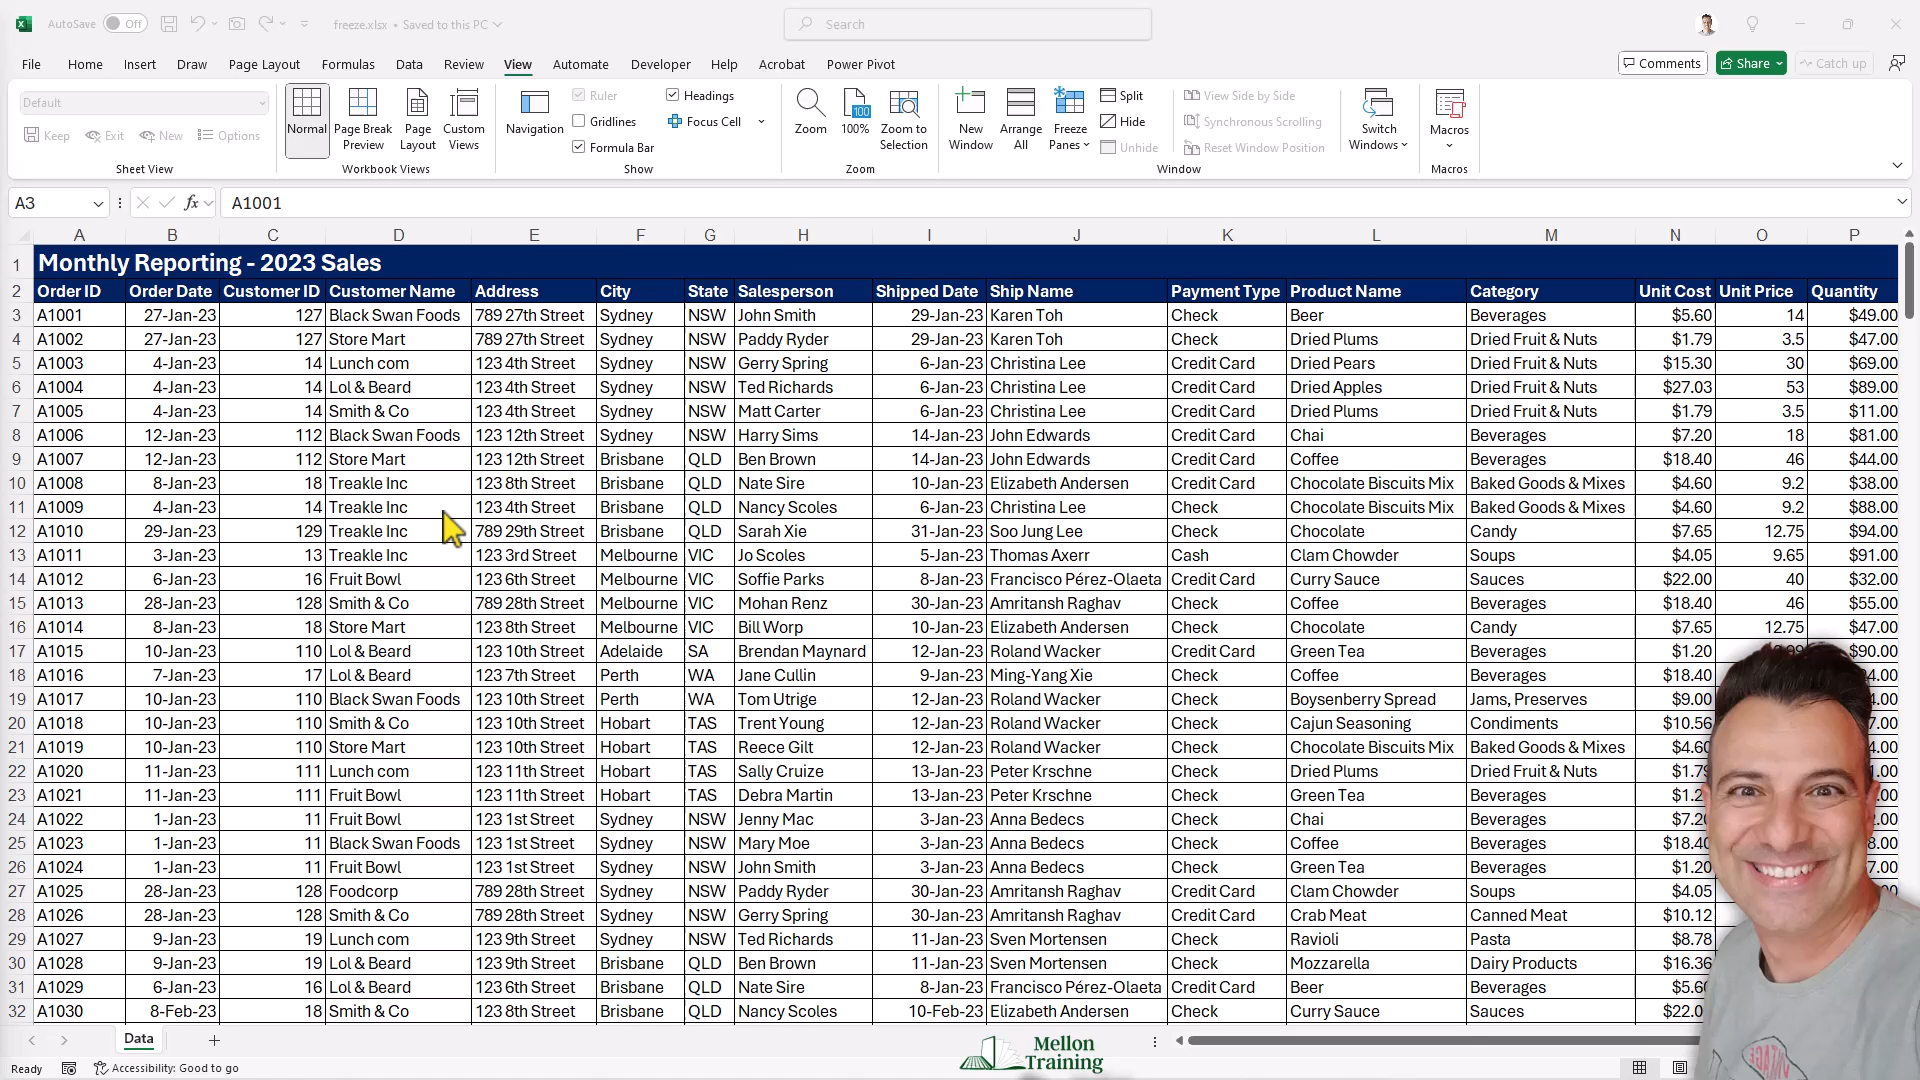 AutoSave Off freeze.xlsx • Saved to this PC Search
File Home Insert Draw Page Layout Formulas Data Review View Automate Developer Help Acrobat Power Pivot Comments Share Catch up
Default
Keep Exit New Options
Sheet View
Normal
Page Break Preview
Page Layout
Custom Views
Workbook Views
Navigation
Ruler
Gridlines
Formula Bar
Headings
Focus Cell
Show
Zoom
100
100%
Zoom to Selection
Zoom
New Window
Arrange All
Freeze Panes
Split
Hide
Unhide
View Side by Side
Synchronous Scrolling
Reset Window Position
Window
Switch Windows
Macros
Macros
A3 fx A1001
A B C D E F G H I J K L M N O P
1 Monthly Reporting - 2023 Sales
2 Order ID Order Date Customer ID Customer Name Address City State Salesperson Shipped Date Ship Name Payment Type Product Name Category Unit Cost Unit Price Quantity
3 A1001 27-Jan-23 127 Black Swan Foods 789 27th Street Sydney NSW John Smith 29-Jan-23 Karen Toh Check Beer Beverages $5.60 14 $49.00
4 A1002 27-Jan-23 127 Store Mart 789 27th Street Sydney NSW Paddy Ryder 29-Jan-23 Karen Toh Check Dried Plums Dried Fruit & Nuts $1.79 3.5 $47.00
5 A1003 4-Jan-23 14 Lunch com 123 4th Street Sydney NSW Gerry Spring 6-Jan-23 Christina Lee Credit Card Dried Pears Dried Fruit & Nuts $15.30 30 $69.00
6 A1004 4-Jan-23 14 Lol & Beard 123 4th Street Sydney NSW Ted Richards 6-Jan-23 Christina Lee Credit Card Dried Apples Dried Fruit & Nuts $27.03 53 $89.00
7 A1005 4-Jan-23 14 Smith & Co 123 4th Street Sydney NSW Matt Carter 6-Jan-23 Christina Lee Credit Card Dried Plums Dried Fruit & Nuts $1.79 3.5 $11.00
8 A1006 12-Jan-23 112 Black Swan Foods 123 12th Street Sydney NSW Harry Sims 14-Jan-23 John Edwards Credit Card Chai Beverages $7.20 18 $81.00
9 A1007 12-Jan-23 112 Store Mart 123 12th Street Brisbane QLD Ben Brown 14-Jan-23 John Edwards Credit Card Coffee Beverages $18.40 46 $44.00
10 A1008 8-Jan-23 18 Treakle Inc 123 8th Street Brisbane QLD Nate Sire 10-Jan-23 Elizabeth Andersen Credit Card Chocolate Biscuits Mix Baked Goods & Mixes $4.60 9.2 $38.00
11 A1009 4-Jan-23 14 Treakle Inc 123 4th Street Brisbane QLD Nancy Scoles 6-Jan-23 Christina Lee Check Chocolate Biscuits Mix Baked Goods & Mixes $4.60 9.2 $88.00
12 A1010 29-Jan-23 129 Treakle Inc 789 29th Street Brisbane QLD Sarah Xie 31-Jan-23 Soo Jung Lee Check Chocolate Candy $7.65 12.75 $94.00
13 A1011 3-Jan-23 13 Treakle Inc 123 3rd Street Melbourne VIC Jo Scoles 5-Jan-23 Thomas Axerr Cash Clam Chowder Soups $4.05 9.65 $91.00
14 A1012 6-Jan-23 16 Fruit Bowl 123 6th Street Melbourne VIC Soffie Parks 8-Jan-23 Francisco Pérez-Olaeta Credit Card Curry Sauce Sauces $22.00 40 $32.00
15 A1013 28-Jan-23 128 Smith & Co 789 28th Street Melbourne VIC Mohan Renz 30-Jan-23 Amritansh Raghav Check Coffee Beverages $18.40 46 $55.00
16 A1014 8-Jan-23 18 Store Mart 123 8th Street Melbourne VIC Bill Worp 10-Jan-23 Elizabeth Andersen Check Chocolate Candy $7.65 12.75 $47.00
17 A1015 10-Jan-23 110 Lol & Beard 123 10th Street Adelaide SA Brendan Maynard 12-Jan-23 Roland Wacker Credit Card Green Tea Beverages $1.20 $90.00
18 A1016 7-Jan-23 17 Lol & Beard 123 7th Street Perth WA Jane Cullin 9-Jan-23 Ming-Yang Xie Check Coffee Beverages $18.40
19 A1017 10-Jan-23 110 Black Swan Foods 123 10th Street Perth WA Tom Utrige 12-Jan-23 Roland Wacker Check Boysenberry Spread Jams, Preserves $9.00
20 A1018 10-Jan-23 110 Smith & Co 123 10th Street Hobart TAS Trent Young 12-Jan-23 Roland Wacker Check Cajun Seasoning Condiments $10.56
21 A1019 10-Jan-23 110 Store Mart 123 10th Street Hobart TAS Reece Gilt 12-Jan-23 Roland Wacker Check Chocolate Biscuits Mix Baked Goods & Mixes $4.60
22 A1020 11-Jan-23 111 Lunch com 123 11th Street Hobart TAS Sally Cruize 13-Jan-23 Peter Krschne Check Dried Plums Dried Fruit & Nuts $1.79
23 A1021 11-Jan-23 111 Fruit Bowl 123 11th Street Hobart TAS Debra Martin 13-Jan-23 Peter Krschne Check Green Tea Beverages
24 A1022 1-Jan-23 11 Fruit Bowl 123 1st Street Sydney NSW Jenny Mac 3-Jan-23 Anna Bedecs Check Chai Beverages
25 A1023 1-Jan-23 11 Black Swan Foods 123 1st Street Sydney NSW Mary Moe 3-Jan-23 Anna Bedecs Check Coffee Beverages
26 A1024 1-Jan-23 11 Fruit Bowl 123 1st Street Sydney NSW John Smith 3-Jan-23 Anna Bedecs Check Green Tea Beverages $1.20
27 A1025 28-Jan-23 128 Foodcorp 789 28th Street Sydney NSW Paddy Ryder 30-Jan-23 Amritansh Raghav Credit Card Clam Chowder Soups $4.05
28 A1026 28-Jan-23 128 Smith & Co 789 28th Street Sydney NSW Gerry Spring 30-Jan-23 Amritansh Raghav Credit Card Crab Meat Canned Meat $10.12
29 A1027 9-Jan-23 19 Lunch com 123 9th Street Sydney NSW Ted Richards 11-Jan-23 Sven Mortensen Check Ravioli Pasta $8.78
30 A1028 9-Jan-23 19 Lol & Beard 123 9th Street Brisbane QLD Ben Brown 11-Jan-23 Sven Mortensen Check Mozzarella Dairy Products $16.36
31 A1029 6-Jan-23 16 Lol & Beard 123 6th Street Brisbane QLD Nate Sire 8-Jan-23 Francisco Pérez-Olaeta Credit Card Beer Beverages
32 A1030 8-Feb-23 18 Smith & Co 123 8th Street Brisbane QLD Nancy Scoles 10-Feb-23 Elizabeth Andersen Check Curry Sauce Sauces
Data
Mellon
Training
Ready Accessibility: Good to go